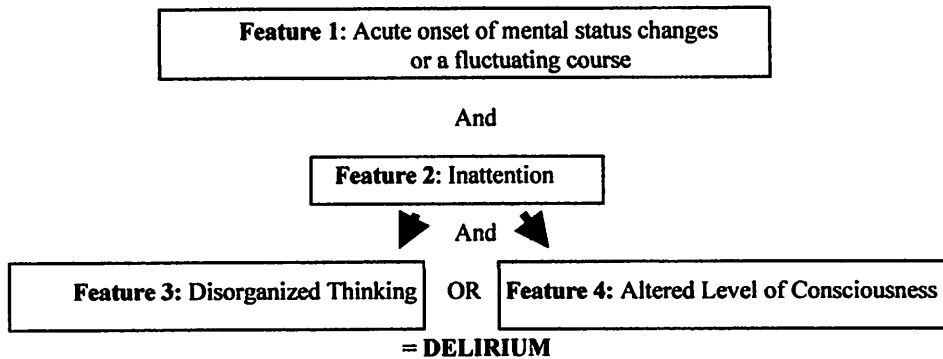 Feature 1: Acute onset of mental status changes
or a fluctuating course
And
Feature 2: Inattention
And
Feature 3: Disorganized Thinking OR Feature 4: Altered Level of Consciousness
= DELIRIUM